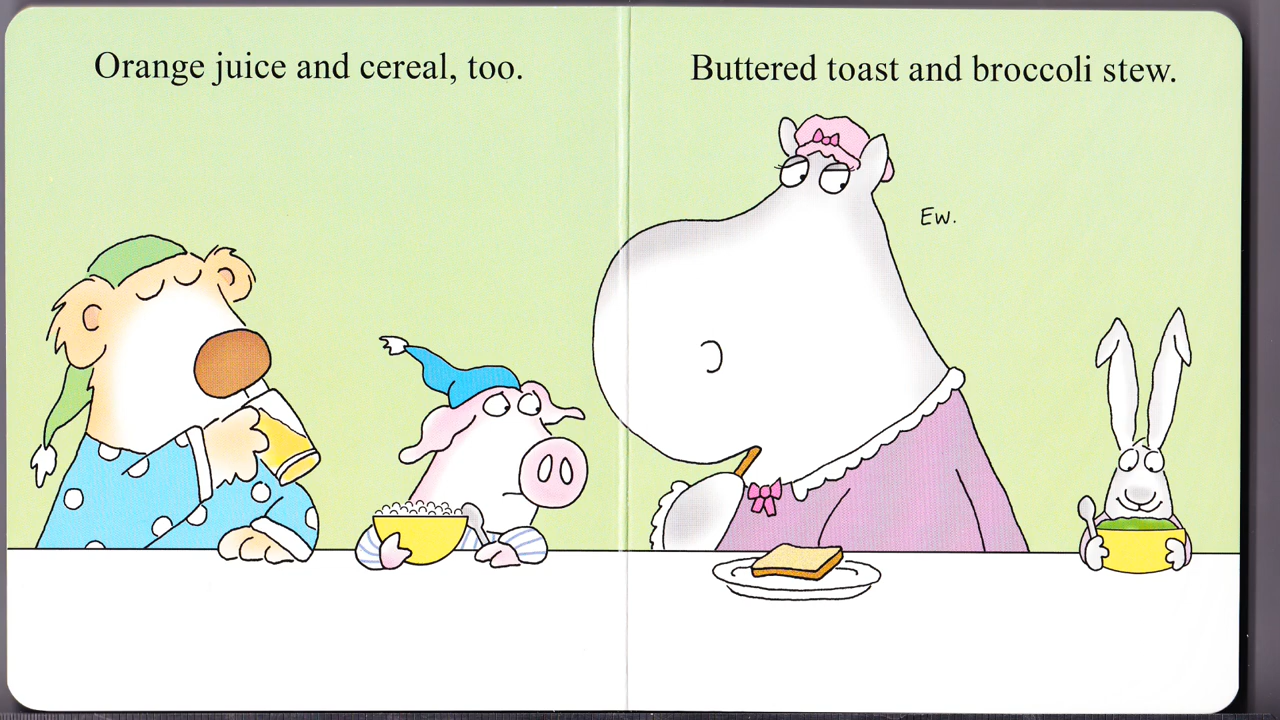 Orange juice and cereal, too.
Buttered toast and broccoli stew.
Ew.